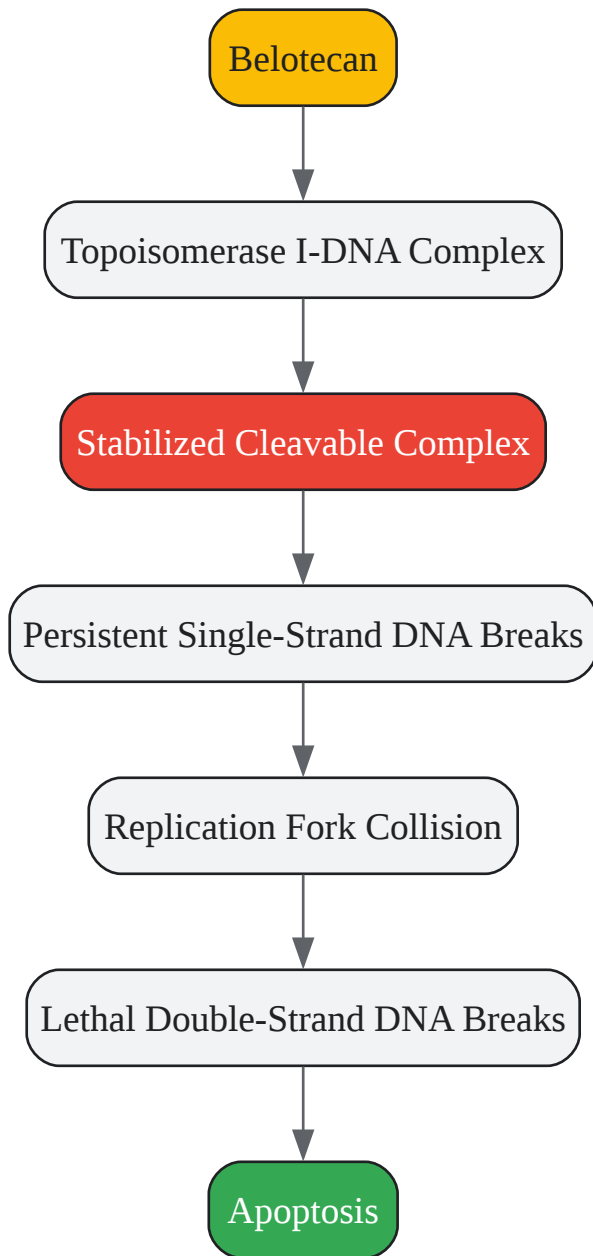 Belotecan
Topoisomerase I-DNA Complex
Stabilized Cleavable Complex
Persistent Single-Strand DNA Breaks
Replication Fork Collision
Lethal Double-Strand DNA Breaks
Apoptosis